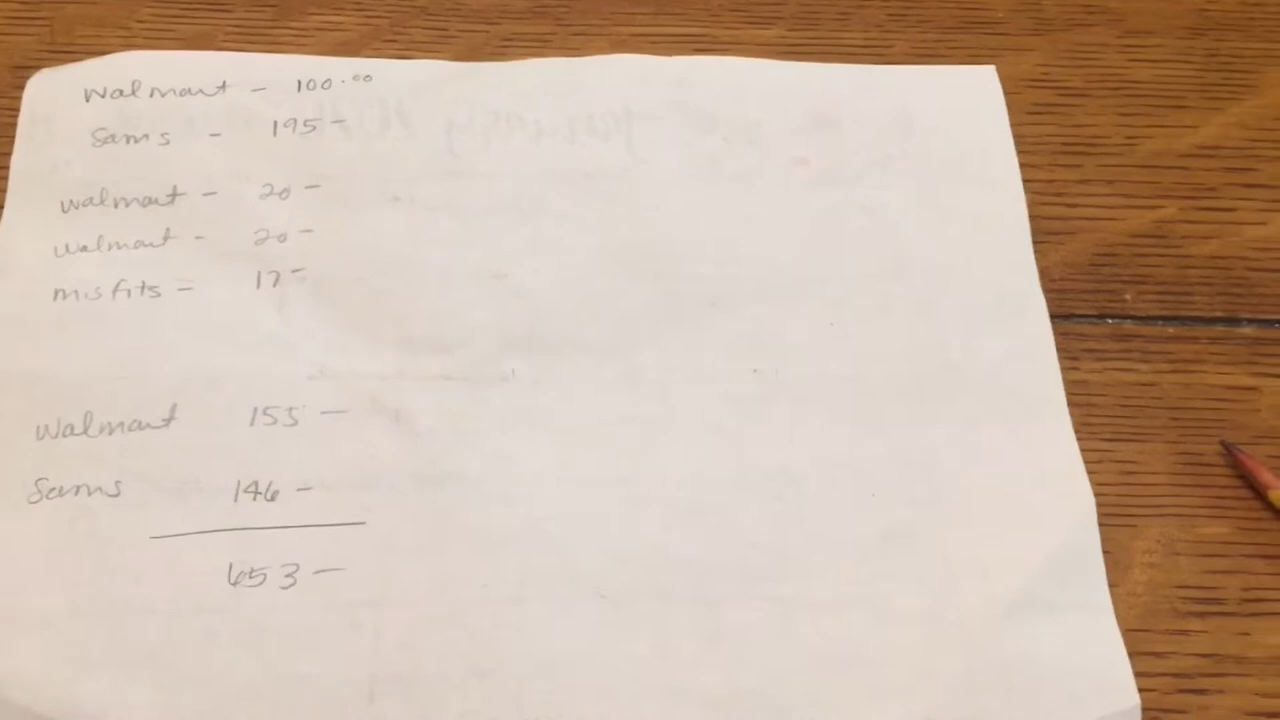 Walmart - 100.00
Sams - 195-
Walmart - 20-
Walmart - 20-
misfits - 17-
Walmart 155-
Sams 146-
653-